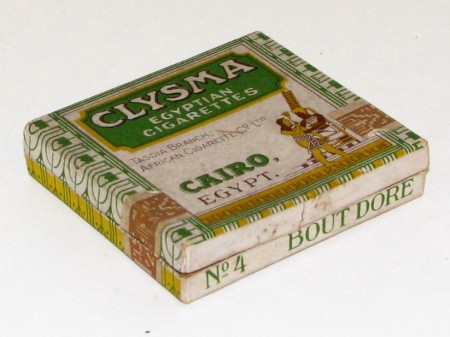 CLYSMA
EGYPTIAN
CIGARETTES
TASSIA BRANCH,
AFRICAN CIGARETTE CO LTD
CAIRO,
EGYPT.
Nº 4 BOUT DORE